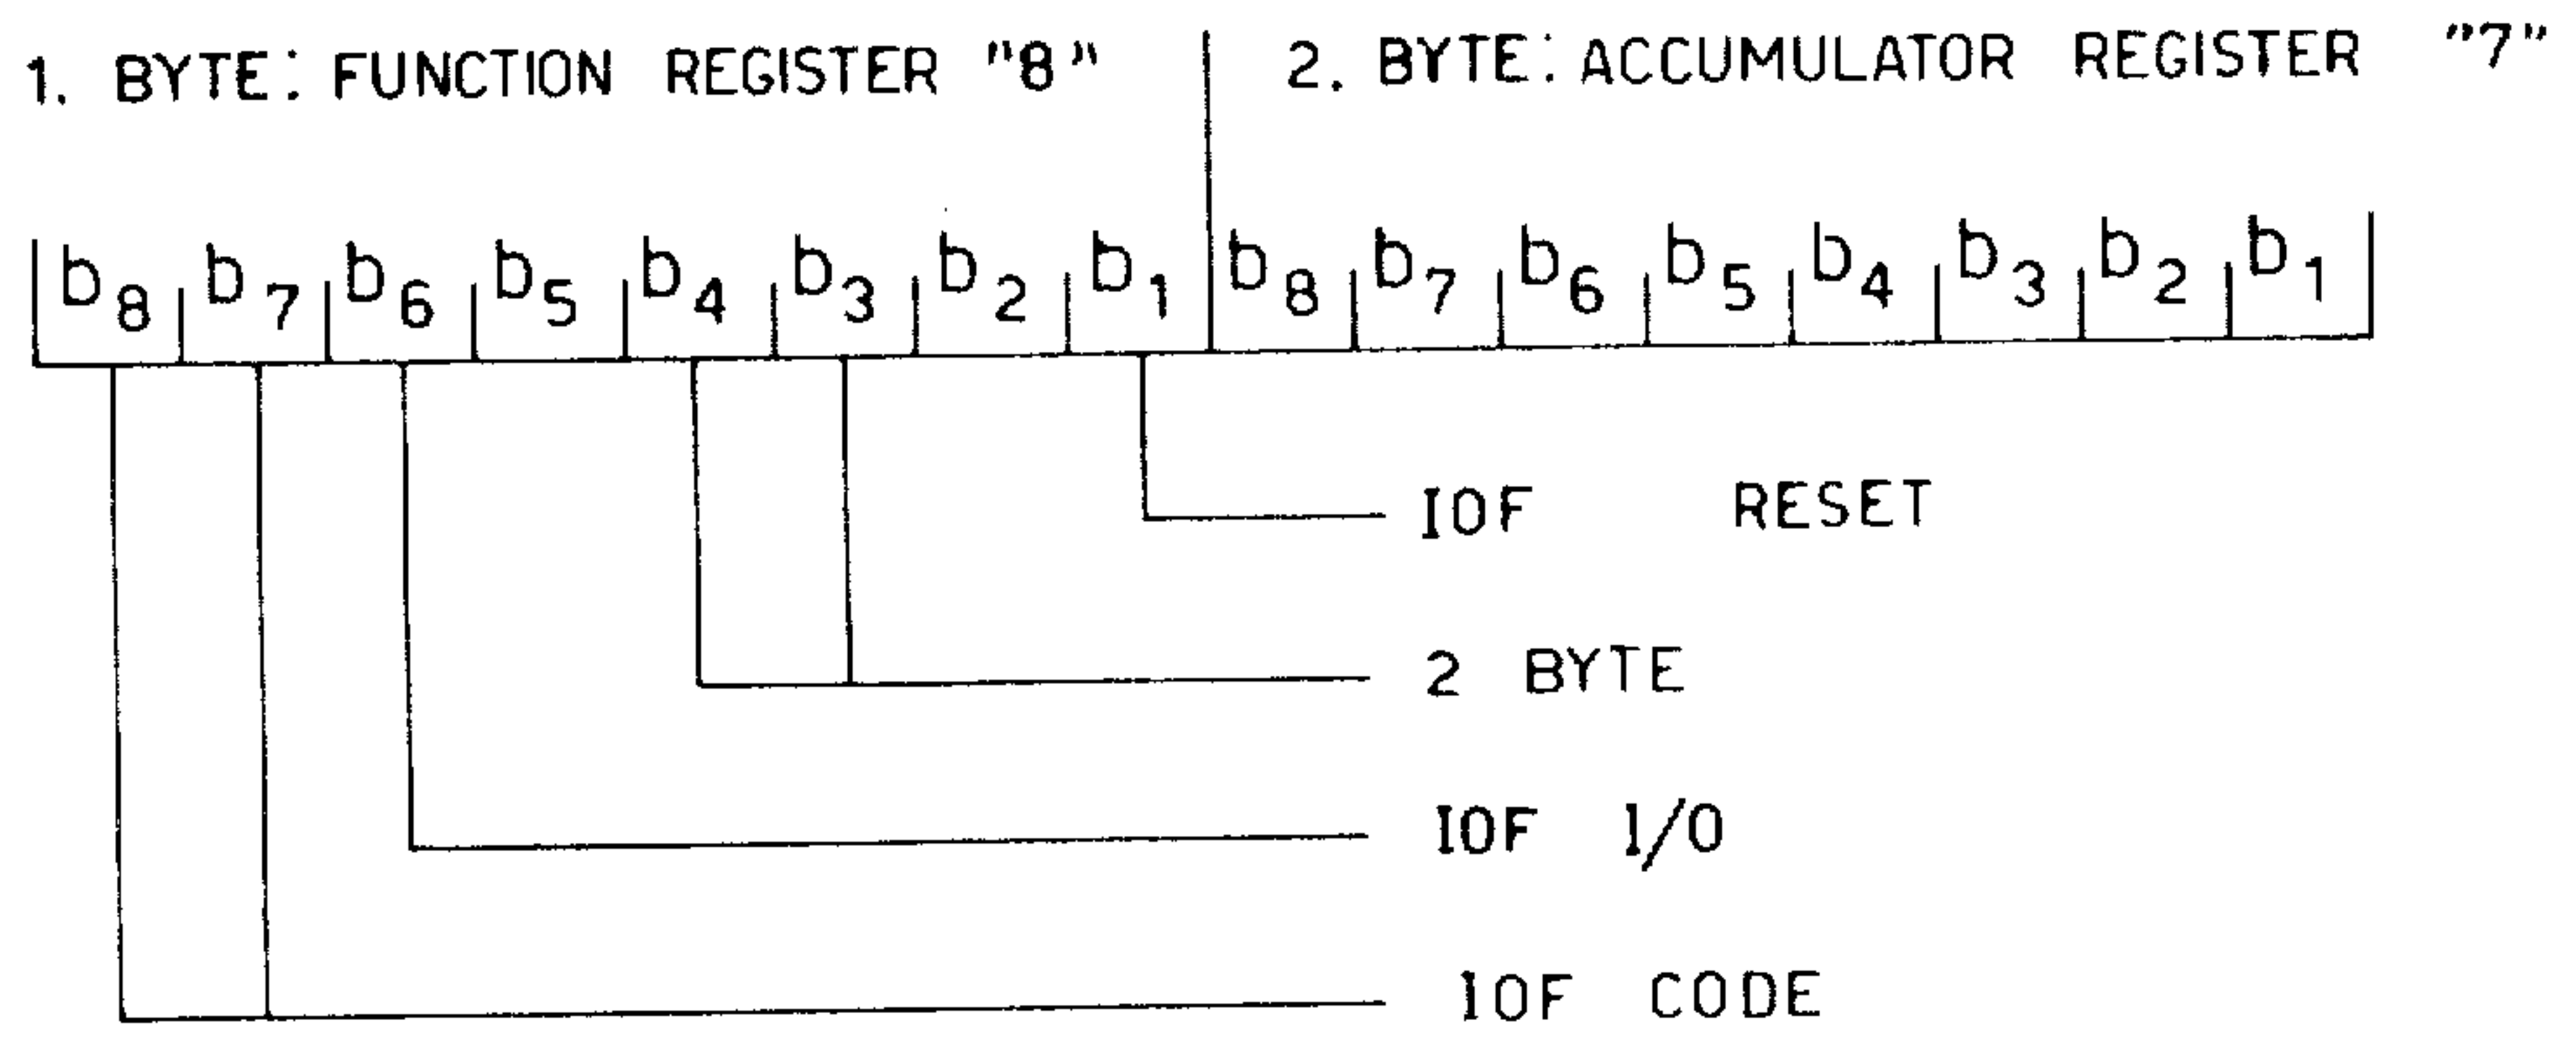 1. BYTE: FUNCTION REGISTER "8" 2. BYTE: ACCUMULATOR REGISTER "7"
b8 b7 b6 b5 b4 b3 b2 b1 b8 b7 b6 b5 b4 b3 b2 b1
IOF RESET
2 BYTE
IOF I/O
IOF CODE